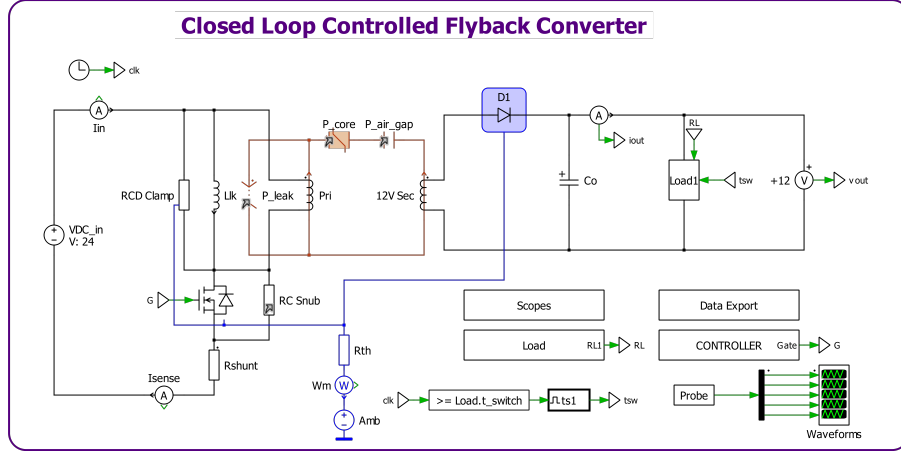 Closed Loop Controlled Flyback Converter
clk
A
Iin
D1
P_core
P_air_gap
A
iout
RL
RCD Clamp
Llk
P_leak
Pri
12V Sec
+
Co
Load1
tsw
+12
+
V
vout
+
-
VDC_in
V: 24
G
RC Snub
Scopes
Data Export
Load
RL1
RL
CONTROLLER
Gate
G
Rth
Rshunt
Isense
A
Wm
W
clk
>= Load.t_switch
ts1
tsw
Probe
+
-
Amb
Waveforms